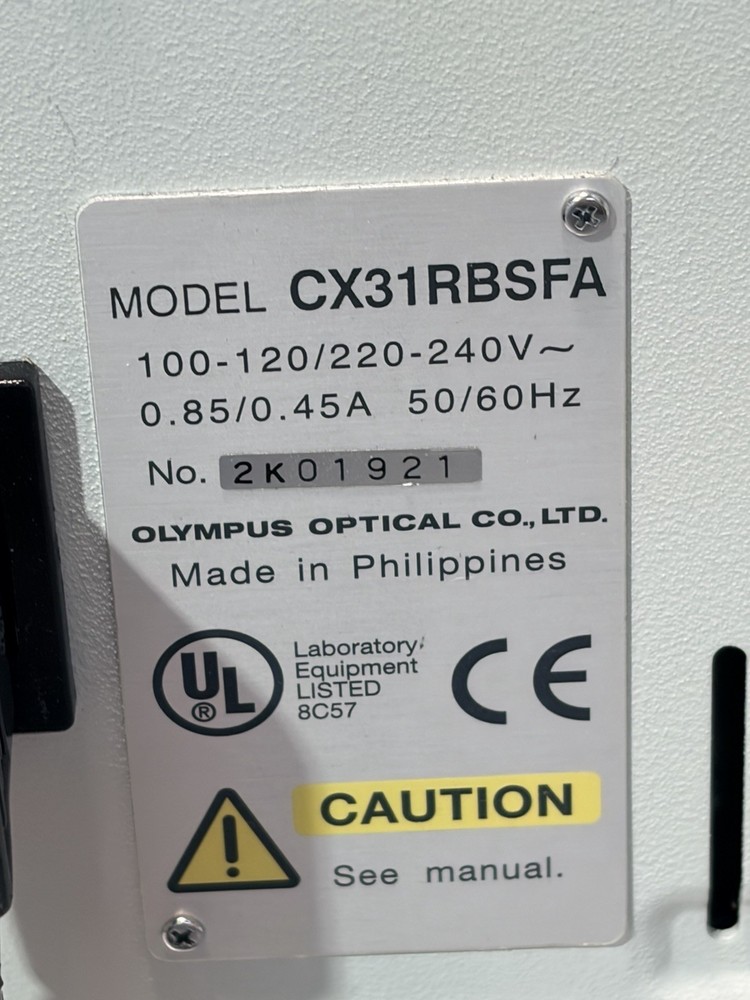 MODEL CX31RBSFA
100-120/220-240V~
0.85/0.45A 50/60Hz
No. 2K01921
OLYMPUS OPTICAL CO., LTD.
Made in Philippines
UL ®
Laboratory
Equipment
LISTED
8C57
CE
CAUTION
See manual.